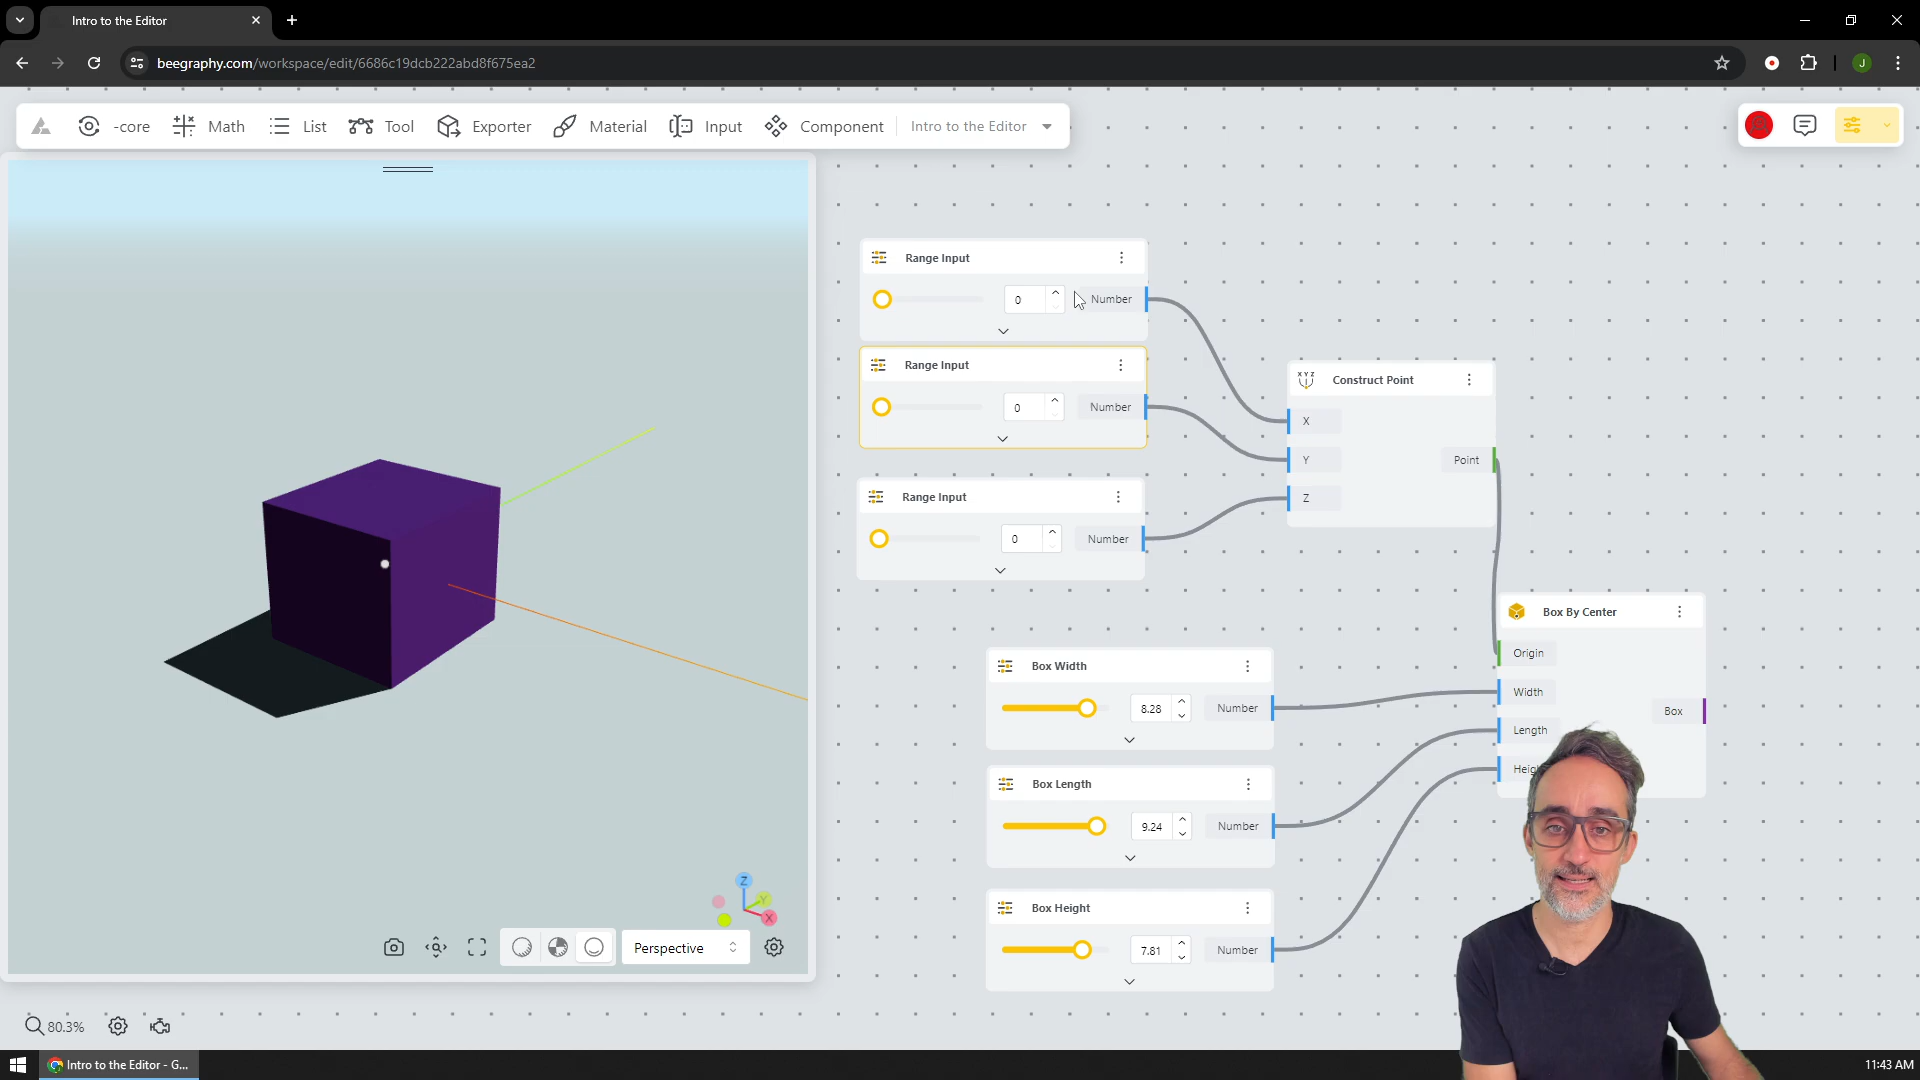 Intro to the Editor
beegraphy.com/workspace/edit/6686c19dcb222abd8f675ea2
J
-core
Math
List
Tool
Exporter
Material
Input
Component
Intro to the Editor
Range Input
0
Number
Range Input
0
Number
Range Input
0
Number
X Y Z
Construct Point
X
Y
Z
Point
Box By Center
Origin
Width
Length
Box
Box Width
8.28
Number
Box Length
9.24
Number
Box Height
7.81
Number
Z
Y
X
Perspective
80.3%
Intro to the Editor - G...
11:43 AM